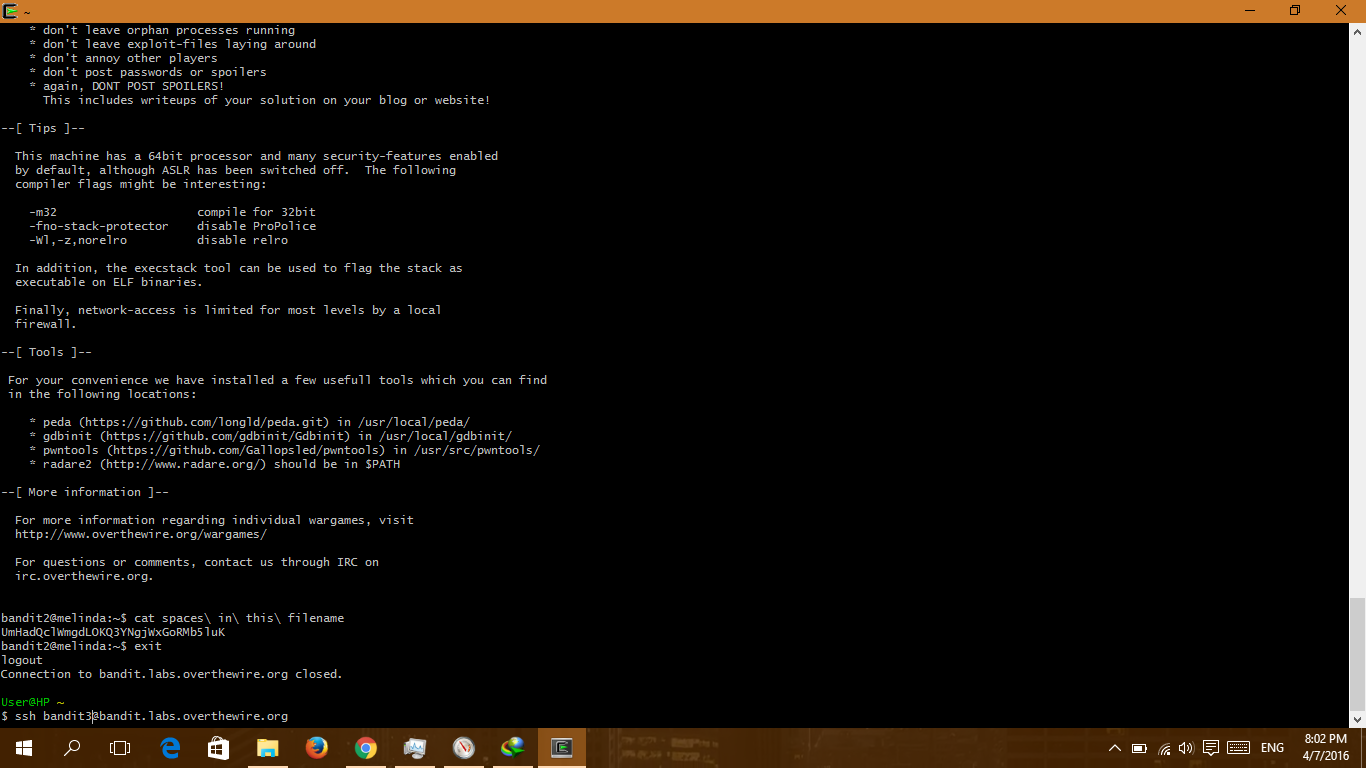 ~
* don't leave orphan processes running
* don't leave exploit-files laying around
* don't annoy other players
* don't post passwords or spoilers
* again, DONT POST SPOILERS!
This includes writeups of your solution on your blog or website!
--[ Tips ]--
This machine has a 64bit processor and many security-features enabled
by default, although ASLR has been switched off.  The following
compiler flags might be interesting:
-m32                    compile for 32bit
-fno-stack-protector    disable ProPolice
-Wl,-z,norelro          disable relro
In addition, the execstack tool can be used to flag the stack as
executable on ELF binaries.
Finally, network-access is limited for most levels by a local
firewall.
--[ Tools ]--
For your convenience we have installed a few usefull tools which you can find
in the following locations:
* peda (https://github.com/longld/peda.git) in /usr/local/peda/
* gdbinit (https://github.com/gdbinit/Gdbinit) in /usr/local/gdbinit/
* pwntools (https://github.com/Gallopsled/pwntools) in /usr/src/pwntools/
* radare2 (http://www.radare.org/) should be in $PATH
--[ More information ]--
For more information regarding individual wargames, visit
http://www.overthewire.org/wargames/
For questions or comments, contact us through IRC on
irc.overthewire.org.
bandit2@melinda:~$ cat spaces\ in\ this\ filename
UmHadQclWmgdLOKQ3YNgjWxGoRMb5luK
bandit2@melinda:~$ exit
logout
Connection to bandit.labs.overthewire.org closed.
User@HP ~
$ ssh bandit3@bandit.labs.overthewire.org
ENG
8:02 PM
4/7/2016